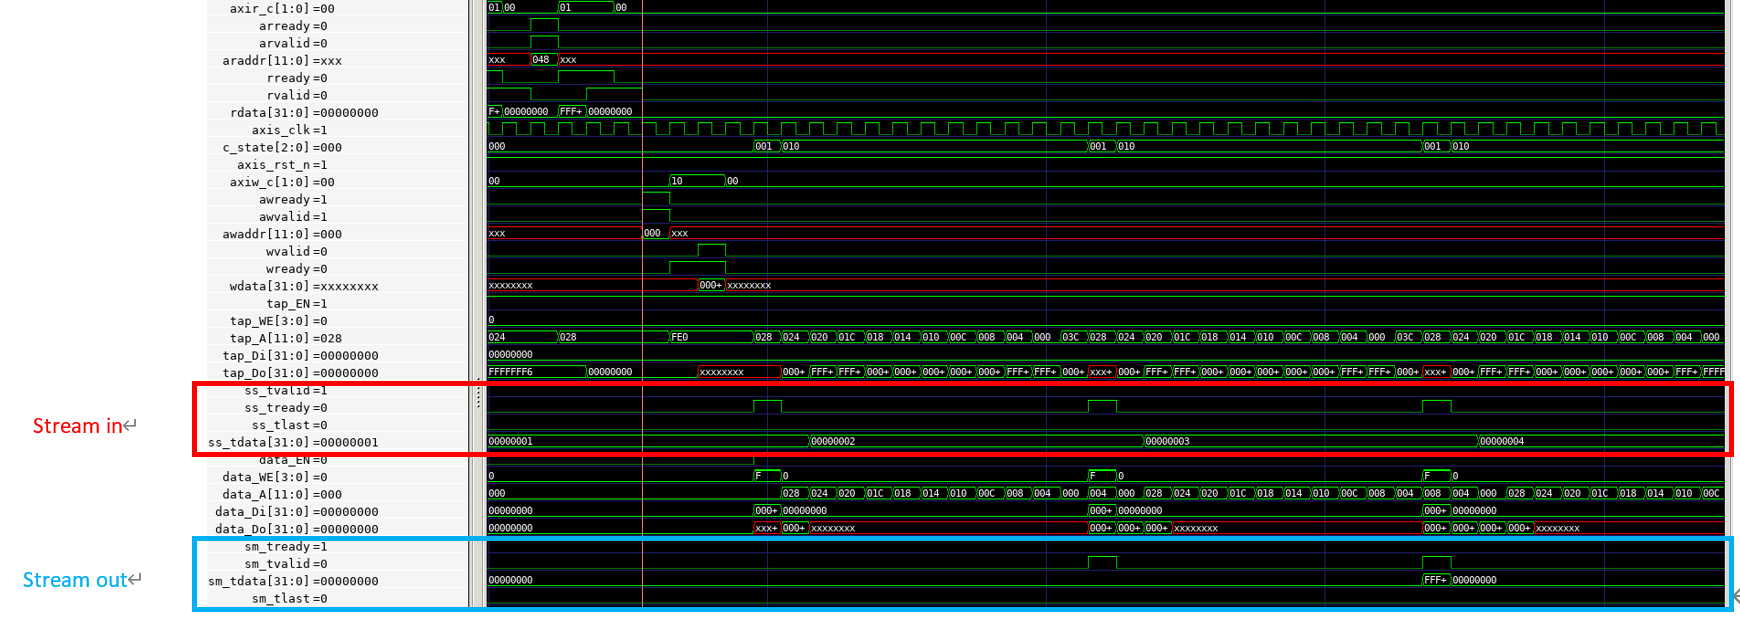 axir_c[1:0] =00 01 00 01 00
arready=0
arvalid=0
araddr[11:0] =xxx xxx 048 xxx
rready=0
rvalid=0
rdata[31:0] =00000000 F+ 00000000 FFF+ 00000000
axis_clk=1
c_state[2:0] =000 000 001 010 001 010 001 010
axis_rst_n=1
axiw_c[1:0] =00 00 10 00
awready=1
awvalid=1
awaddr[11:0] =000 xxx 000 xxx
wvalid=0
wready=0
wdata[31:0] =xxxxxxxx xxxxxxxx 000+ xxxxxxxx
tap_EN=1
tap_WE[3:0] =0 0
tap_A[11:0] =028 024 028 FE0 028 024 020 01C 018 014 010 00C 008 004 000 03C 028 024 020 01C 018 014 010 00C 008 004 000 03C 028 024 020 01C 018 014 010 00C 008 004 000
tap_Di[31:0] =00000000 00000000
tap_Do[31:0] =00000000 FFFFFFF6 00000000 xxxxxxxx 000+ FFF+ FFF+ 000+ 000+ 000+ 000+ 000+ FFF+ FFF+ 000+ xxx+ 000+ FFF+ FFF+ 000+ 000+ 000+ 000+ 000+ FFF+ FFF+ 000+ xxx+ 000+ FFF+ FFF+ 000+ 000+ 000+ 000+ 000+ FFF+ FFFF
ss_tvalid=1
ss_tready=0
Stream in↵
ss_tlast=0
ss_tdata[31:0] =00000001 00000001 00000002 00000003 00000004
data_EN=0
data_WE[3:0] =0 0 F 0 F 0 F 0
data_A[11:0] =000 000 028 024 020 01C 018 014 010 00C 008 004 000 004 000 028 024 020 01C 018 014 010 00C 008 004 000 008 004 000 028 024 020 01C 018 014 010 00C
data_Di[31:0] =00000000 00000000 000+ 00000000 000+ 00000000 000+ 00000000
data_Do[31:0] =00000000 00000000 xxx+ 000+ xxxxxxxx 000+ 000+ 000+ xxxxxxxx 000+ 000+ 000+ 000+ xxxxxxxx
sm_tready=1
sm_tvalid=0
Stream out↵
sm_tdata[31:0] =00000000 00000000 FFF+ 00000000
sm_tlast=0